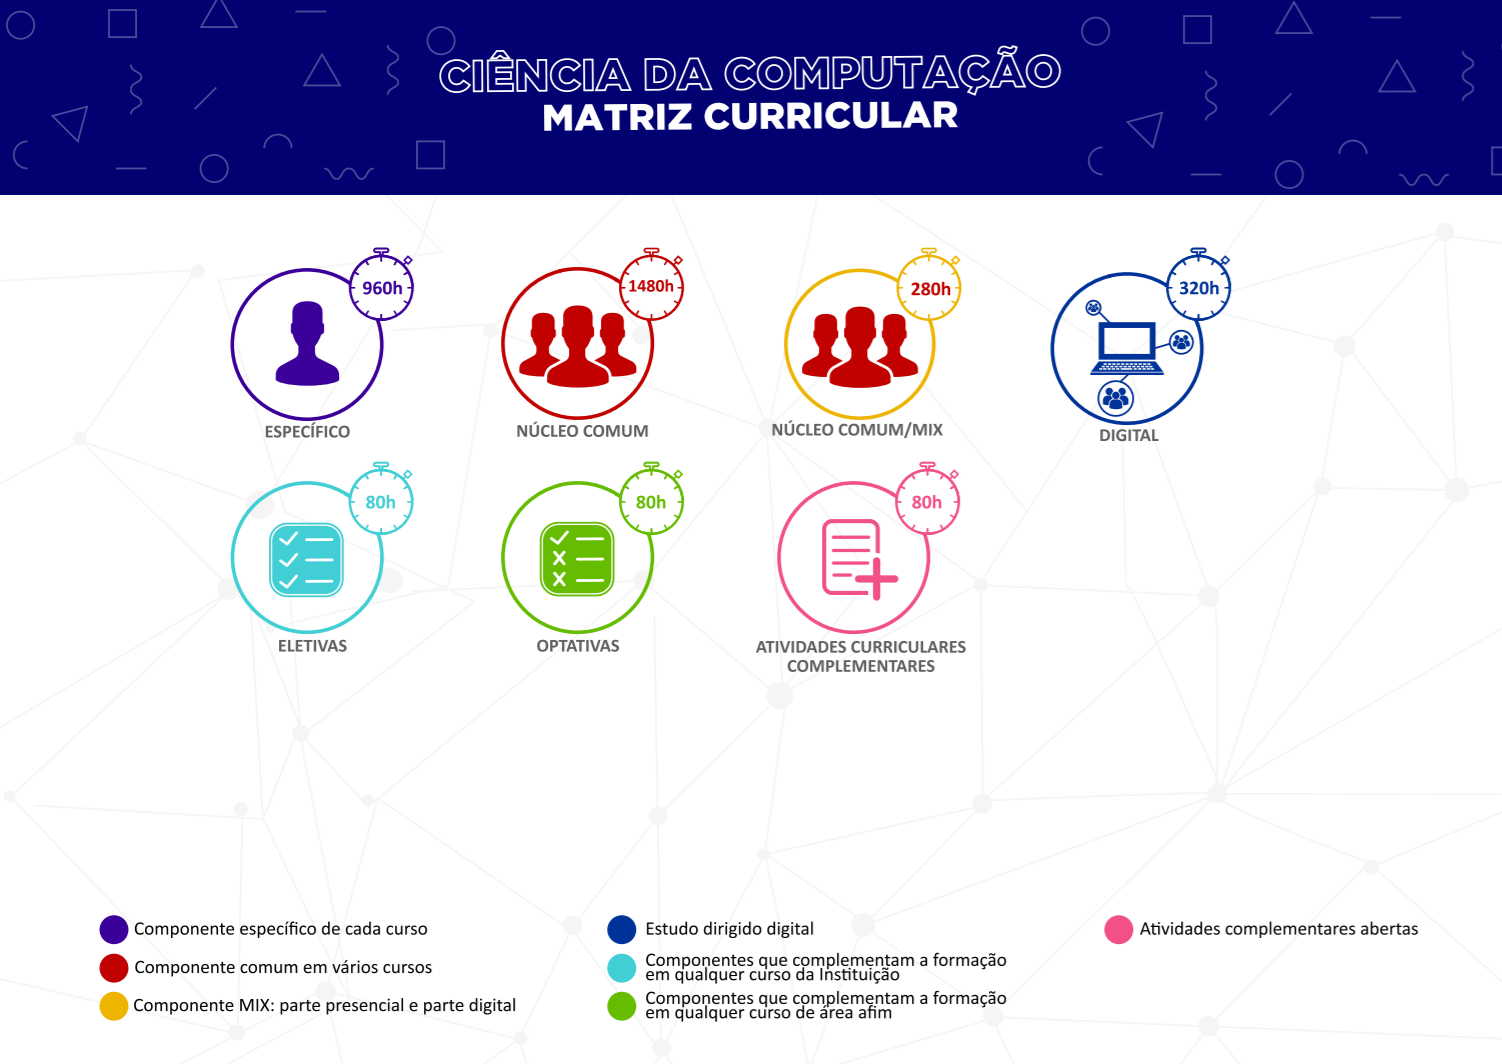 CIÊNCIA DA COMPUTAÇÃO
MATRIZ CURRICULAR
960h
ESPECÍFICO
1480h
NÚCLEO COMUM
280h
NÚCLEO COMUM/MIX
320h
DIGITAL
80h
ELETIVAS
80h
OPTATIVAS
80h
ATIVIDADES CURRICULARES
COMPLEMENTARES
Componente específico de cada curso
Componente comum em vários cursos
Componente MIX: parte presencial e parte digital
Estudo dirigido digital
Componentes que complementam a formação
em qualquer curso da Instituição
Componentes que complementam a formação
em qualquer curso de área afim
Atividades complementares abertas